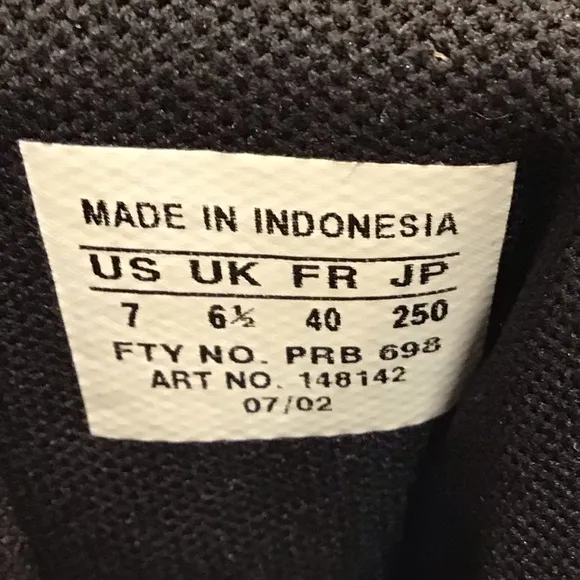 MADE IN INDONESIA
US UK FR JP
7 6½ 40 250
FTY NO. PRB 698
ART NO. 148142
07/02